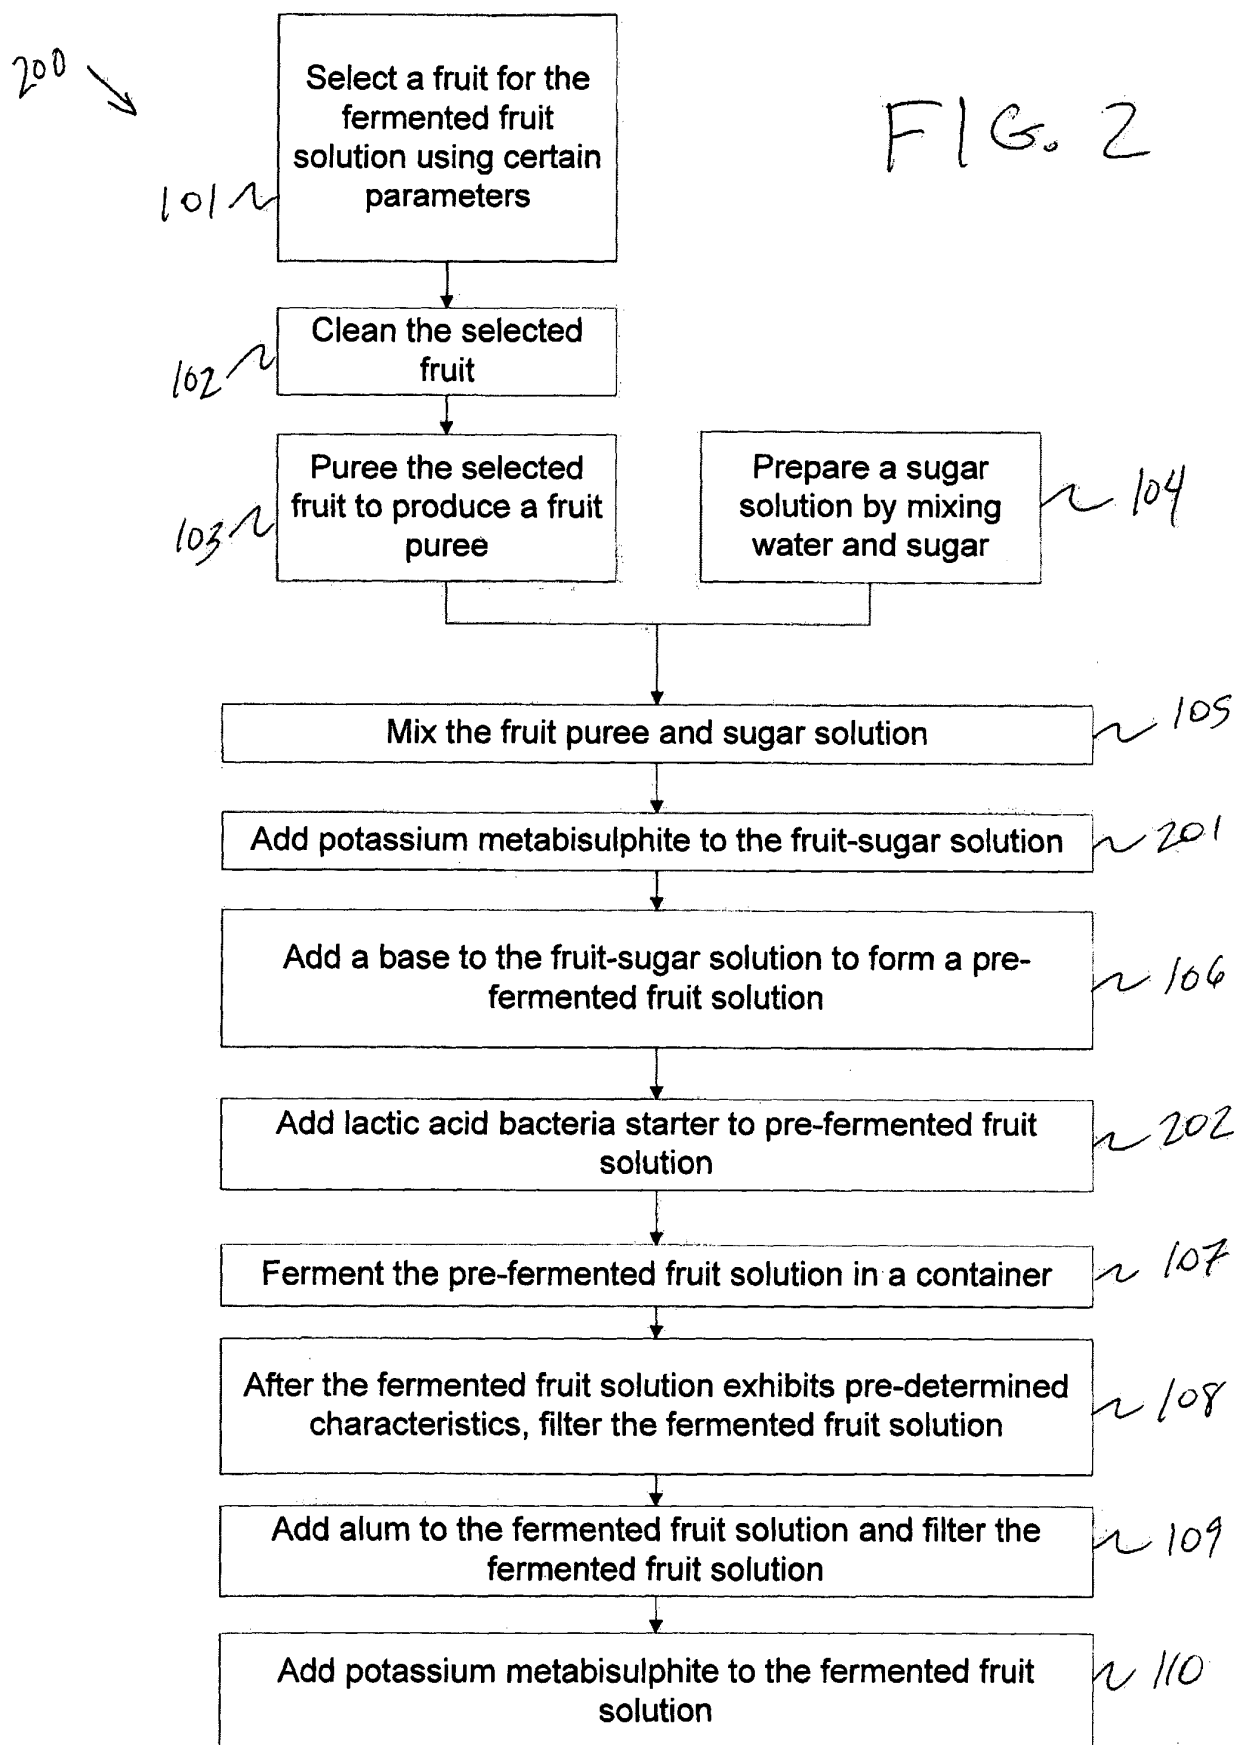 200
FIG. 2
Select a fruit for the
fermented fruit
solution using certain
parameters
101
Clean the selected
fruit
102
Puree the selected
fruit to produce a fruit
puree
103
Prepare a sugar
solution by mixing
water and sugar
104
Mix the fruit puree and sugar solution
105
Add potassium metabisulphite to the fruit-sugar solution
201
Add a base to the fruit-sugar solution to form a pre-
fermented fruit solution
106
Add lactic acid bacteria starter to pre-fermented fruit
solution
202
Ferment the pre-fermented fruit solution in a container
107
After the fermented fruit solution exhibits pre-determined
characteristics, filter the fermented fruit solution
108
Add alum to the fermented fruit solution and filter the
fermented fruit solution
109
Add potassium metabisulphite to the fermented fruit
solution
110